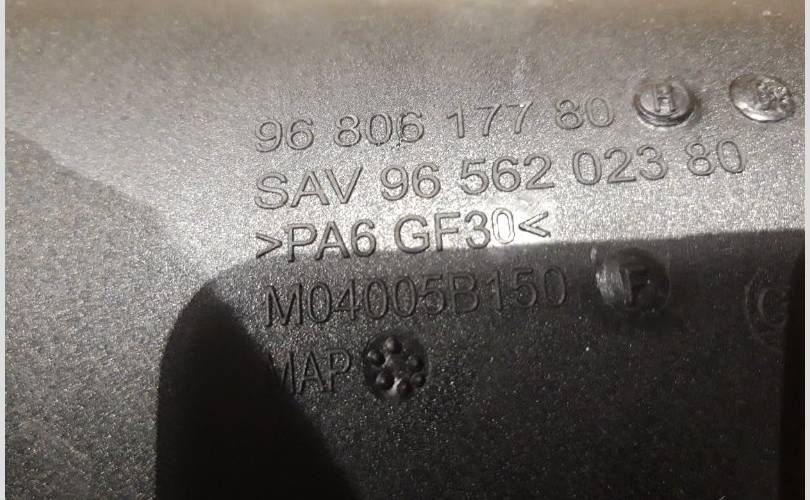 96 806 177 80 H
SAV 96 562 023 80
>PA6 GF30<
M04005B150 F
C
MAP